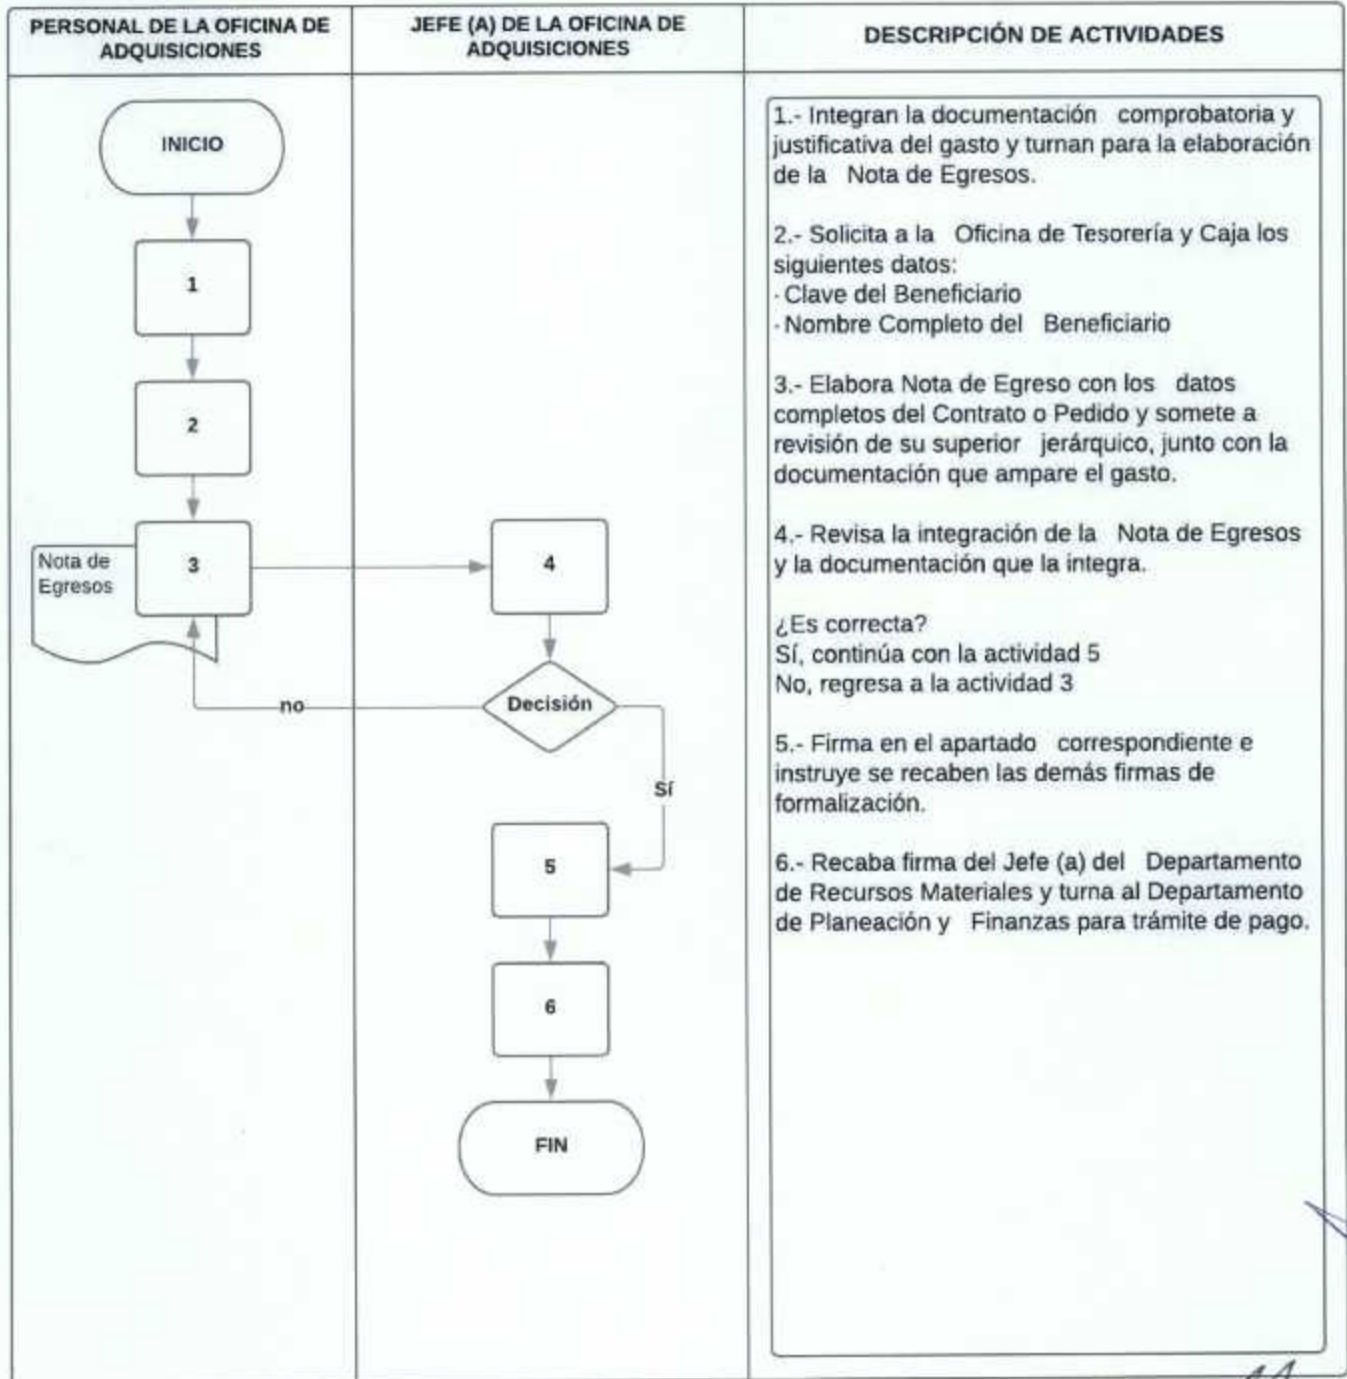 PERSONAL DE LA OFICINA DE
ADQUISICIONES
JEFE (A) DE LA OFICINA DE
ADQUISICIONES
DESCRIPCIÓN DE ACTIVIDADES
INICIO
1
2
Nota de
Egresos
3
4
Decisión
no
Sí
5
6
FIN
1.- Integran la documentación comprobatoria y
justificativa del gasto y turnan para la elaboración
de la Nota de Egresos.
2.- Solicita a la Oficina de Tesorería y Caja los
siguientes datos:
· Clave del Beneficiario
· Nombre Completo del Beneficiario
3.- Elabora Nota de Egreso con los datos
completos del Contrato o Pedido y somete a
revisión de su superior jerárquico, junto con la
documentación que ampare el gasto.
4.- Revisa la integración de la Nota de Egresos
y la documentación que la integra.
¿Es correcta?
Sí, continúa con la actividad 5
No, regresa a la actividad 3
5.- Firma en el apartado correspondiente e
instruye se recaben las demás firmas de
formalización.
6.- Recaba firma del Jefe (a) del Departamento
de Recursos Materiales y turna al Departamento
de Planeación y Finanzas para trámite de pago.